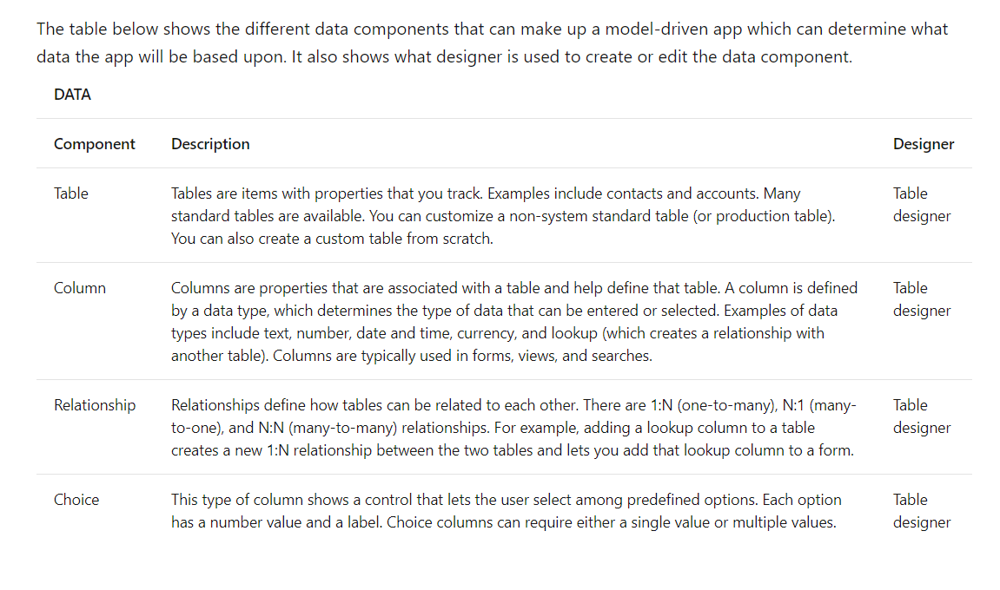 The table below shows the different data components that can make up a model-driven app which can determine what
data the app will be based upon. It also shows what designer is used to create or edit the data component.
DATA
Component Description Designer
Table Tables are items with properties that you track. Examples include contacts and accounts. Many Table
standard tables are available. You can customize a non-system standard table (or production table). designer
You can also create a custom table from scratch.
Column Columns are properties that are associated with a table and help define that table. A column is defined Table
by a data type, which determines the type of data that can be entered or selected. Examples of data designer
types include text, number, date and time, currency, and lookup (which creates a relationship with
another table). Columns are typically used in forms, views, and searches.
Relationship Relationships define how tables can be related to each other. There are 1:N (one-to-many), N:1 (many- Table
to-one), and N:N (many-to-many) relationships. For example, adding a lookup column to a table designer
creates a new 1:N relationship between the two tables and lets you add that lookup column to a form.
Choice This type of column shows a control that lets the user select among predefined options. Each option Table
has a number value and a label. Choice columns can require either a single value or multiple values. designer